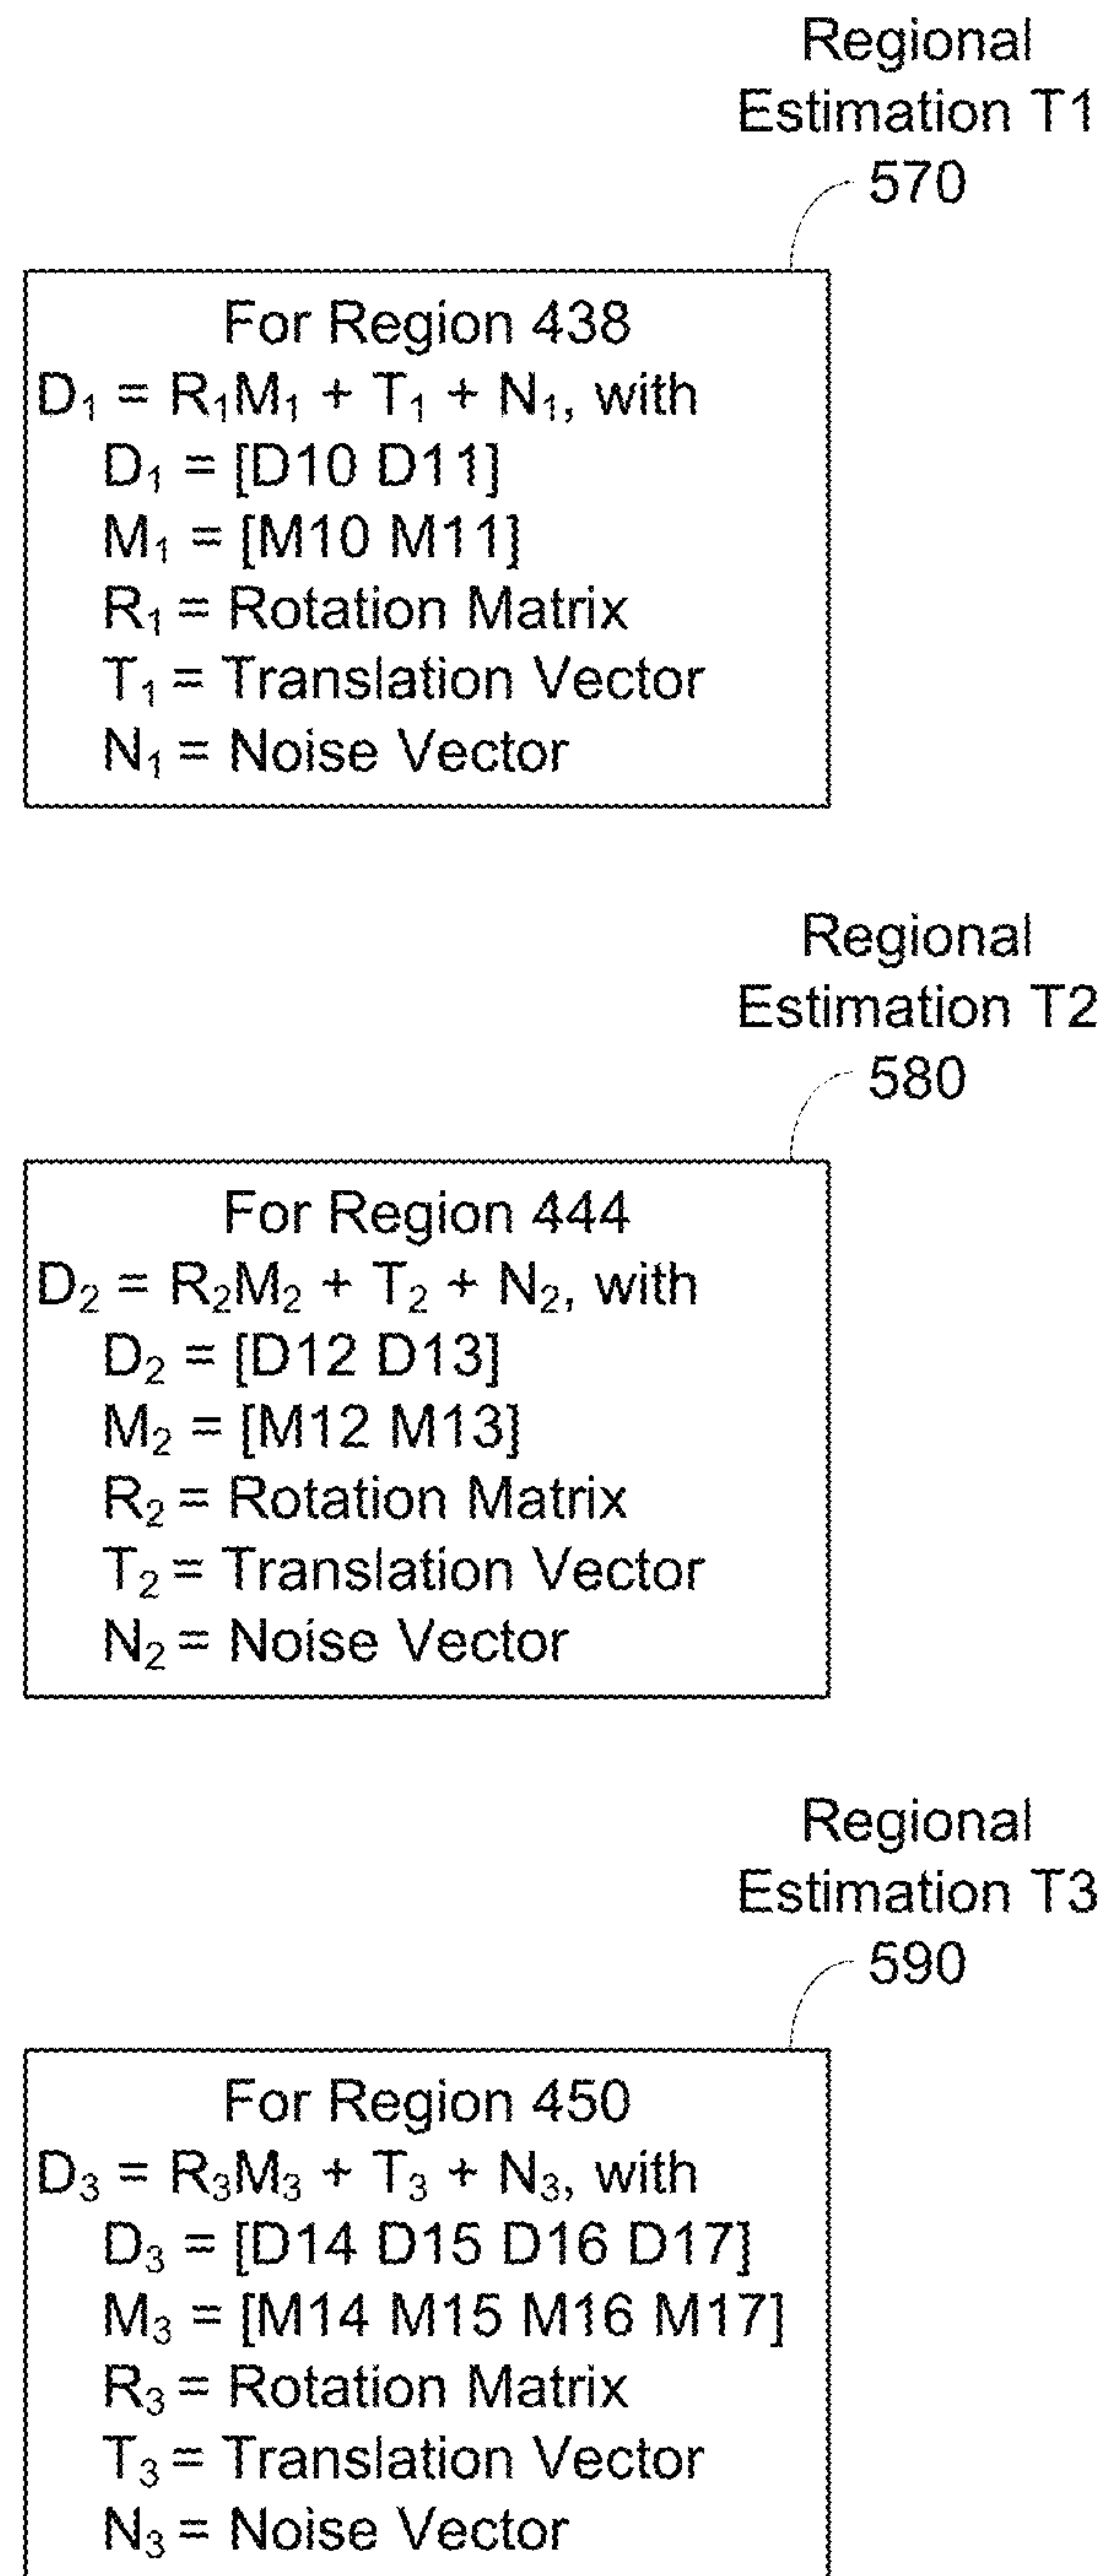 Regional
Estimation T1
570
For Region 438
D₁ = R₁M₁ + T₁ + N₁, with
D₁ = [D10 D11]
M₁ = [M10 M11]
R₁ = Rotation Matrix
T₁ = Translation Vector
N₁ = Noise Vector
Regional
Estimation T2
580
For Region 444
D₂ = R₂M₂ + T₂ + N₂, with
D₂ = [D12 D13]
M₂ = [M12 M13]
R₂ = Rotation Matrix
T₂ = Translation Vector
N₂ = Noise Vector
Regional
Estimation T3
590
For Region 450
D₃ = R₃M₃ + T₃ + N₃, with
D₃ = [D14 D15 D16 D17]
M₃ = [M14 M15 M16 M17]
R₃ = Rotation Matrix
T₃ = Translation Vector
N₃ = Noise Vector